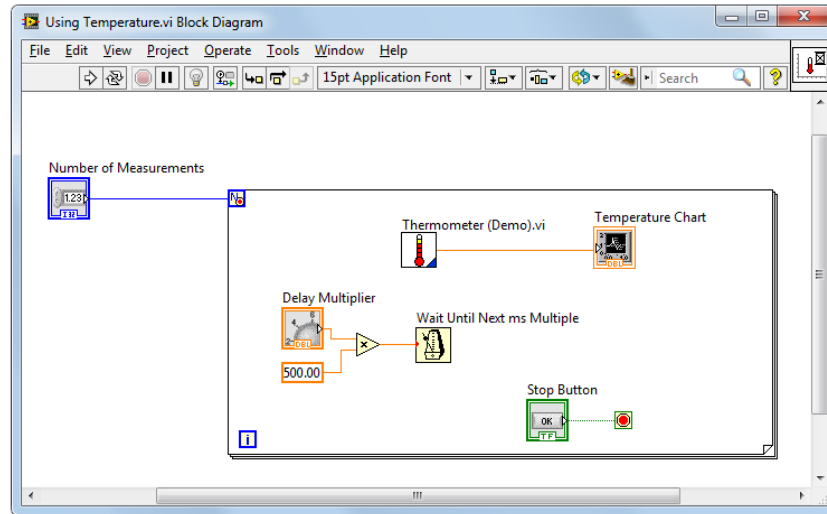 Using Temperature.vi Block Diagram
File Edit View Project Operate Tools Window Help
15pt Application Font
Search
Number of Measurements
1.23
I32
N
Thermometer (Demo).vi
Temperature Chart
DBL
Delay Multiplier
DBL
Wait Until Next ms Multiple
×
500.00
Stop Button
OK
TF
i